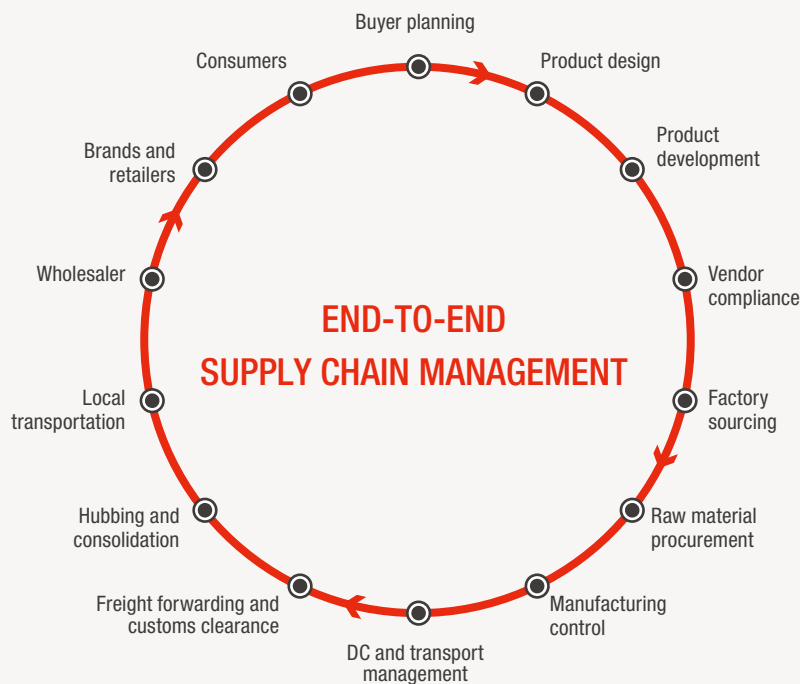 Buyer planning
Product design
Product
development
Vendor
compliance
Factory
sourcing
Raw material
procurement
Manufacturing
control
DC and transport
management
Freight forwarding and
customs clearance
Hubbing and
consolidation
Local
transportation
Wholesaler
Brands and
retailers
Consumers
END-TO-END
SUPPLY CHAIN MANAGEMENT